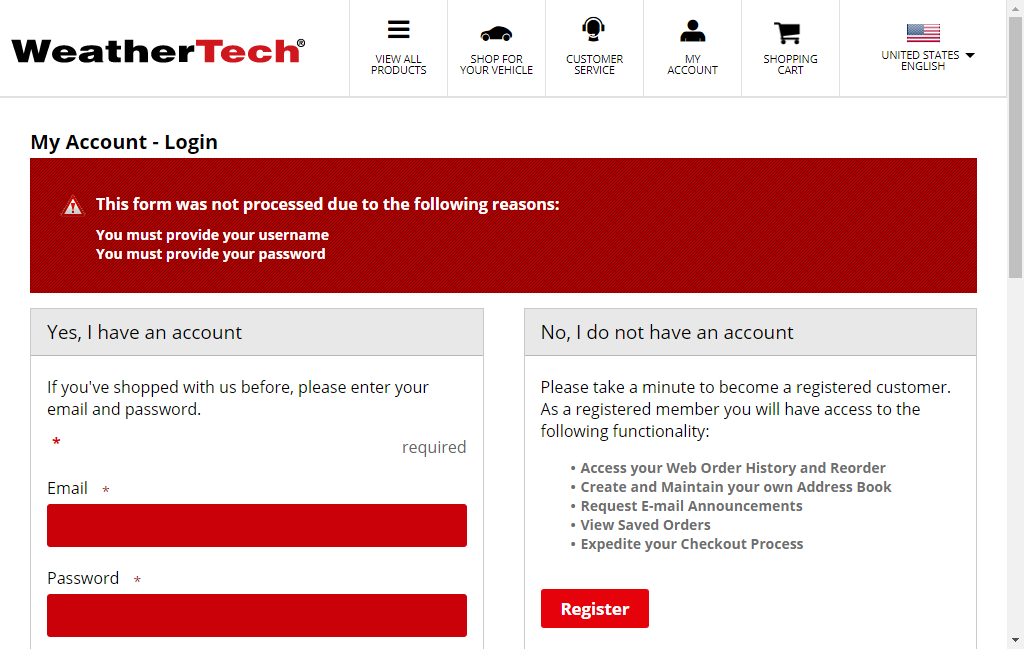 WeatherTech®
VIEW ALL
PRODUCTS
SHOP FOR
YOUR VEHICLE
CUSTOMER
SERVICE
MY
ACCOUNT
SHOPPING
CART
UNITED STATES
ENGLISH
My Account - Login
This form was not processed due to the following reasons:
You must provide your username
You must provide your password
Yes, I have an account
If you've shopped with us before, please enter your
email and password.
* required
Email *
Password *
No, I do not have an account
Please take a minute to become a registered customer.
As a registered member you will have access to the
following functionality:
• Access your Web Order History and Reorder
• Create and Maintain your own Address Book
• Request E-mail Announcements
• View Saved Orders
• Expedite your Checkout Process
Register